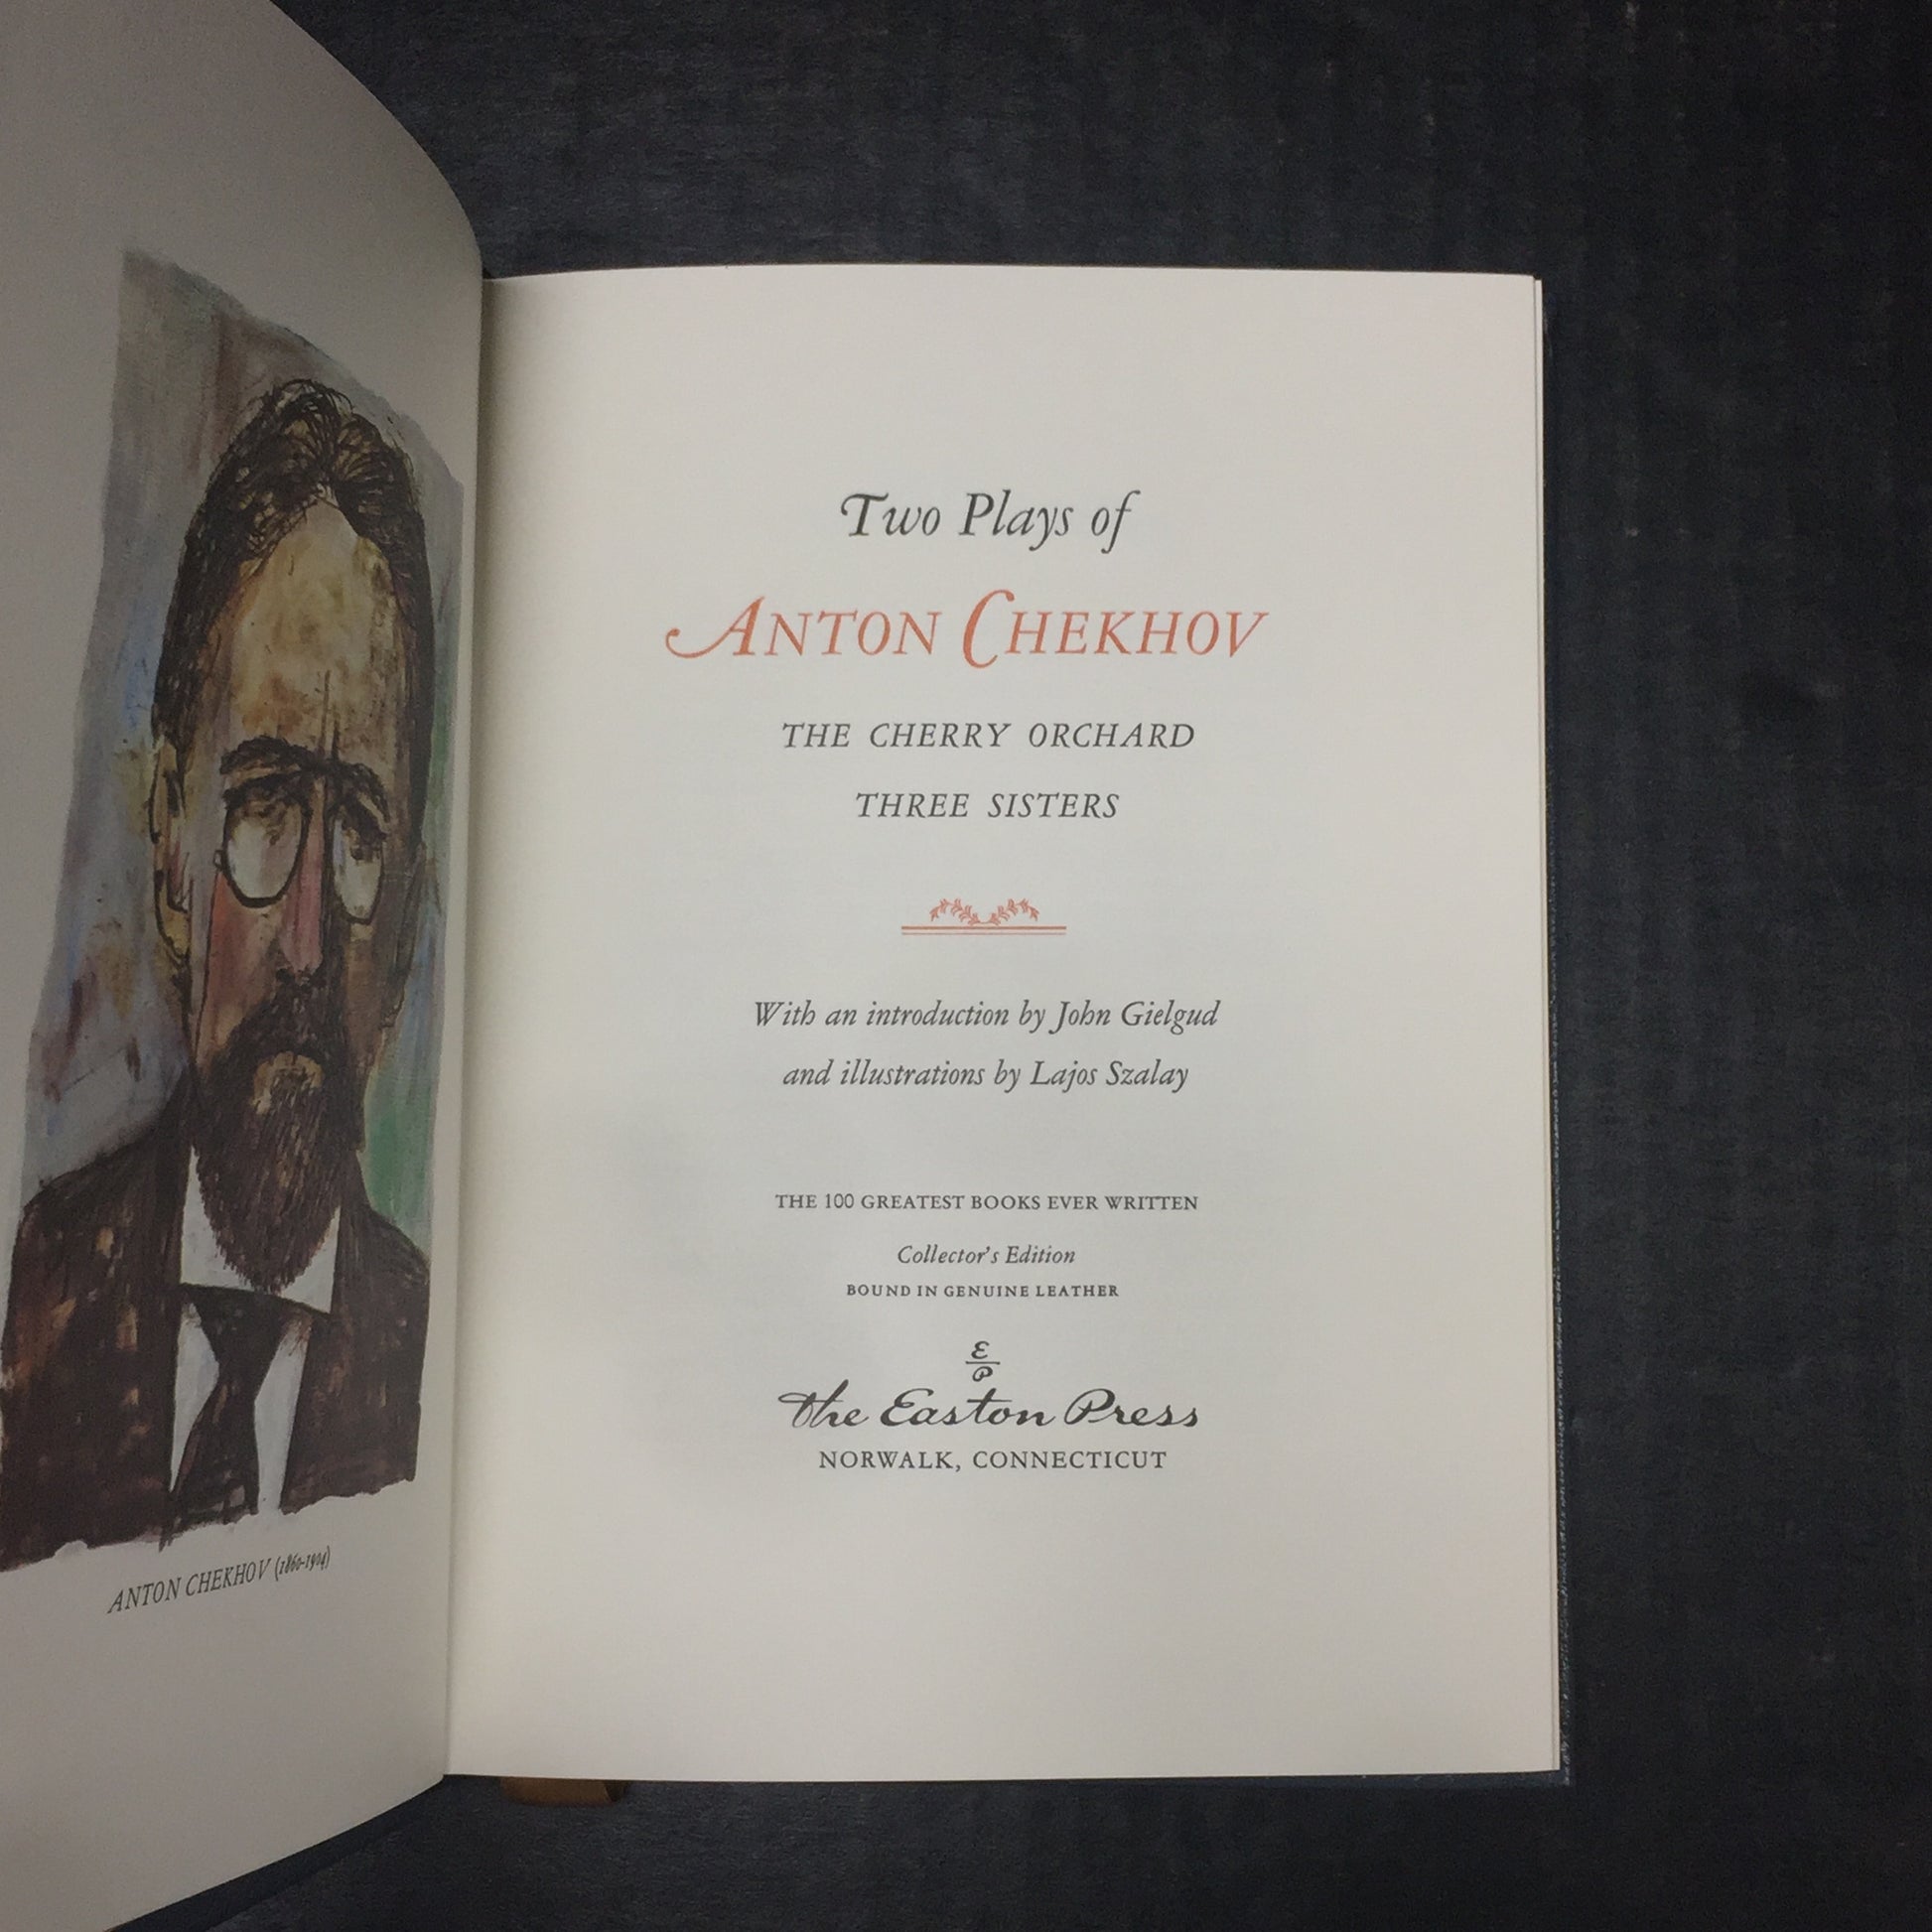 ANTON CHEKHOV (1860-1904)
Two Plays of
ANTON CHEKHOV
THE CHERRY ORCHARD
THREE SISTERS
With an introduction by John Gielgud
and illustrations by Lajos Szalay
THE 100 GREATEST BOOKS EVER WRITTEN
Collector's Edition
BOUND IN GENUINE LEATHER
E
P
The Easton Press
NORWALK, CONNECTICUT